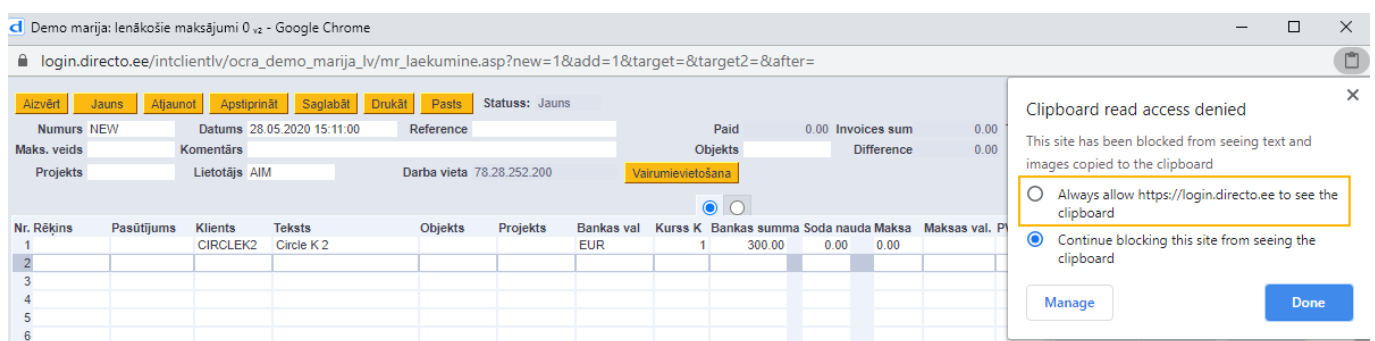 Demo marija: Ienākošie maksājumi 0 v2 - Google Chrome
login.directo.ee/intclientlv/ocra_demo_marija_lv/mr_laekumine.asp?new=1&add=1&target=&target2=&after=
Aizvērt Jauns Atjaunot Apstiprināt Saglabāt Drukāt Pasts Statuss: Jauns
Numurs NEW Datums 28.05.2020 15:11:00 Reference Paid 0.00 Invoices sum 0.00
Maks. veids Komentārs Objekts Difference 0.00
Projekts Lietotājs AIM Darba vieta 78.28.252.200 Vairumievietošana
Nr. Rēķins Pasūtījums Klients Teksts Objekts Projekts Bankas val Kurss K Bankas summa Soda nauda Maksa Maksas val.
1 CIRCLEK2 Circle K 2 EUR 1 300.00 0.00 0.00
2
3
4
5
6
Clipboard read access denied
This site has been blocked from seeing text and
images copied to the clipboard
Always allow https://login.directo.ee to see the
clipboard
Continue blocking this site from seeing the
clipboard
Manage Done